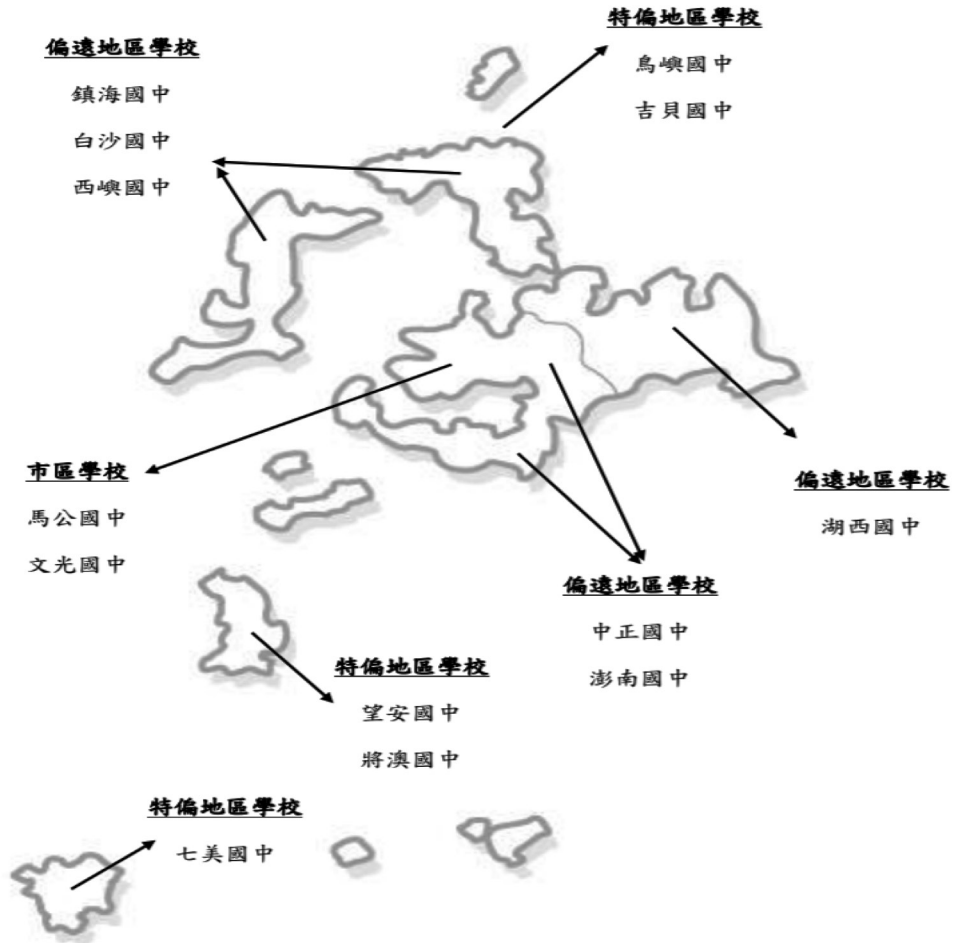 特偏地區學校
鳥嶼國中
吉貝國中
偏遠地區學校
鎮海國中
白沙國中
西嶼國中
市區學校
馬公國中
文光國中
偏遠地區學校
湖西國中
偏遠地區學校
中正國中
澎南國中
特偏地區學校
望安國中
將澳國中
特偏地區學校
七美國中